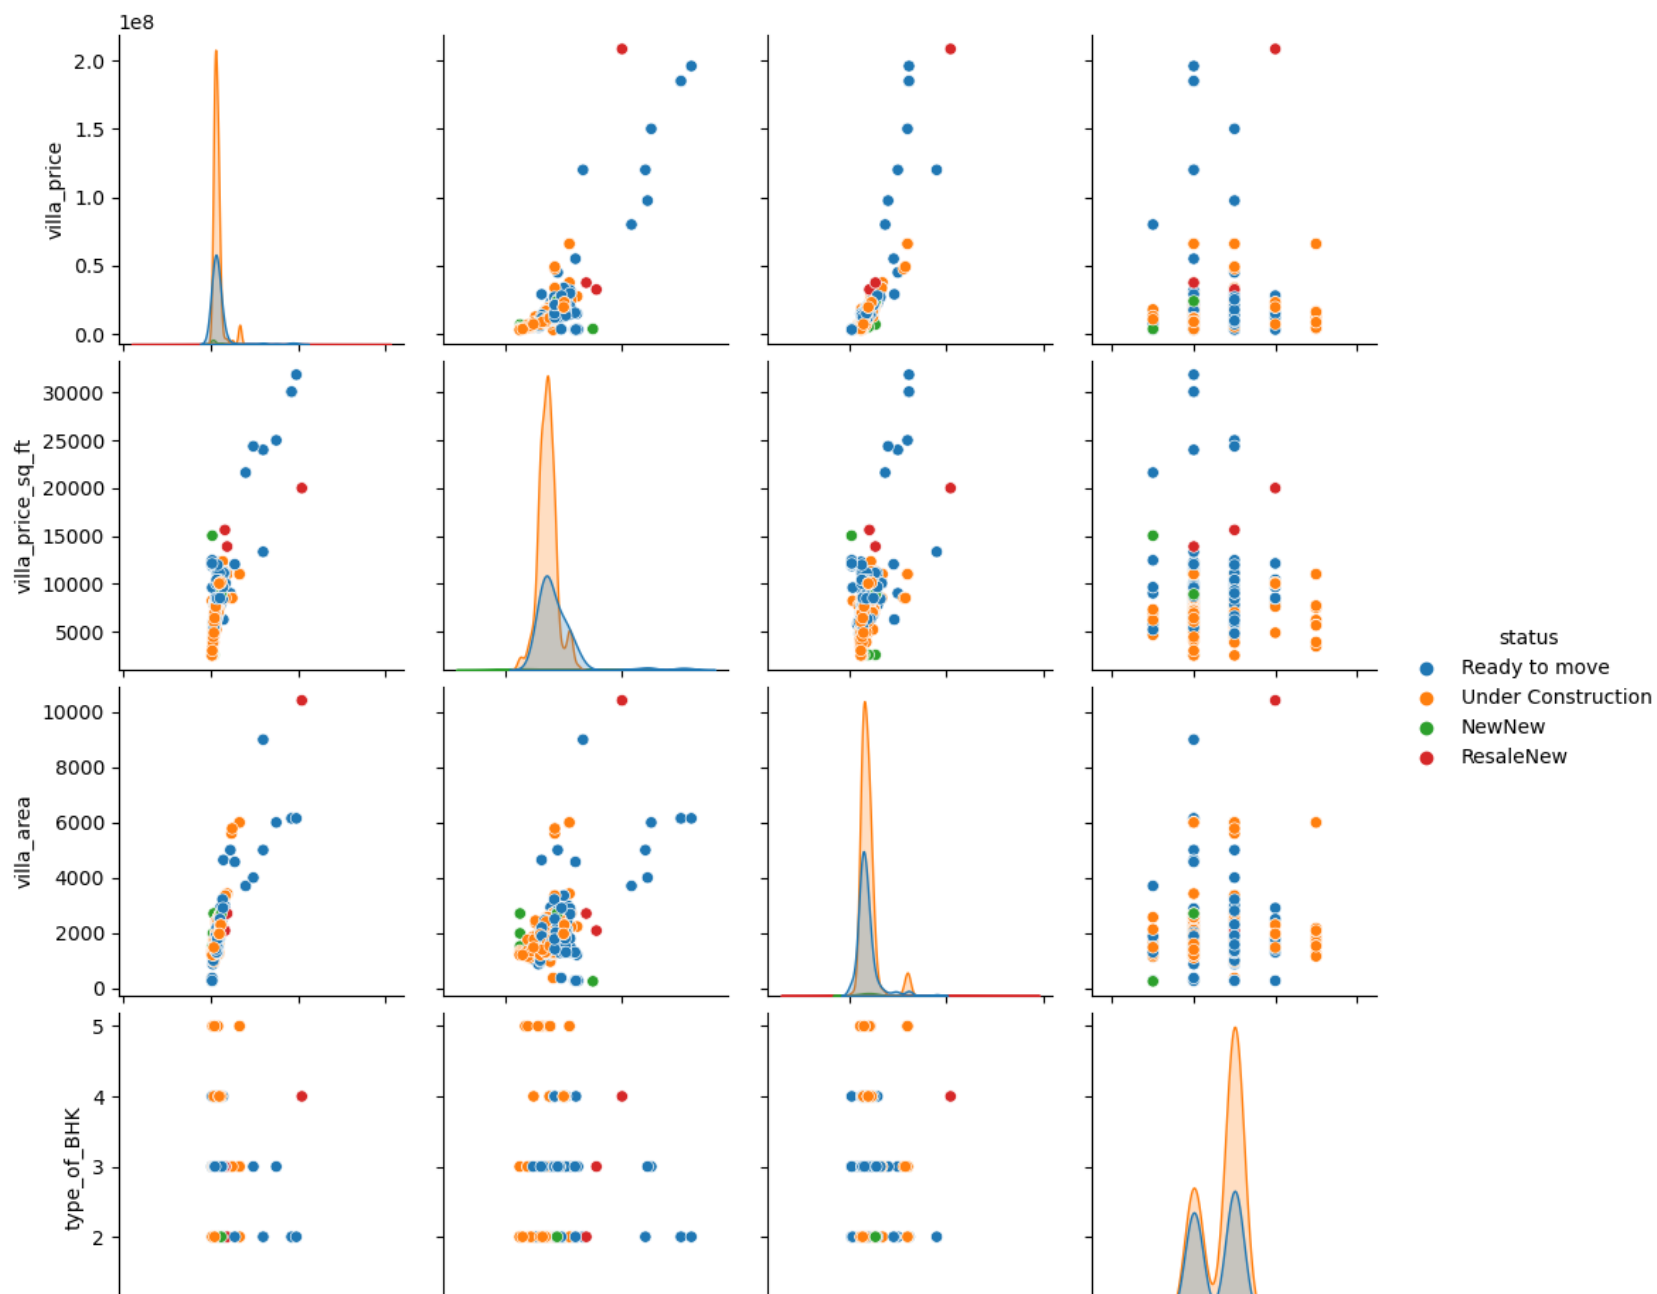 1e8
2.0
1.5
1.0
0.5
0.0
villa_price
30000
25000
20000
15000
10000
5000
villa_price_sq_ft
10000
8000
6000
4000
2000
0
villa_area
5
4
3
2
type_of_BHK
status
Ready to move
Under Construction
NewNew
ResaleNew